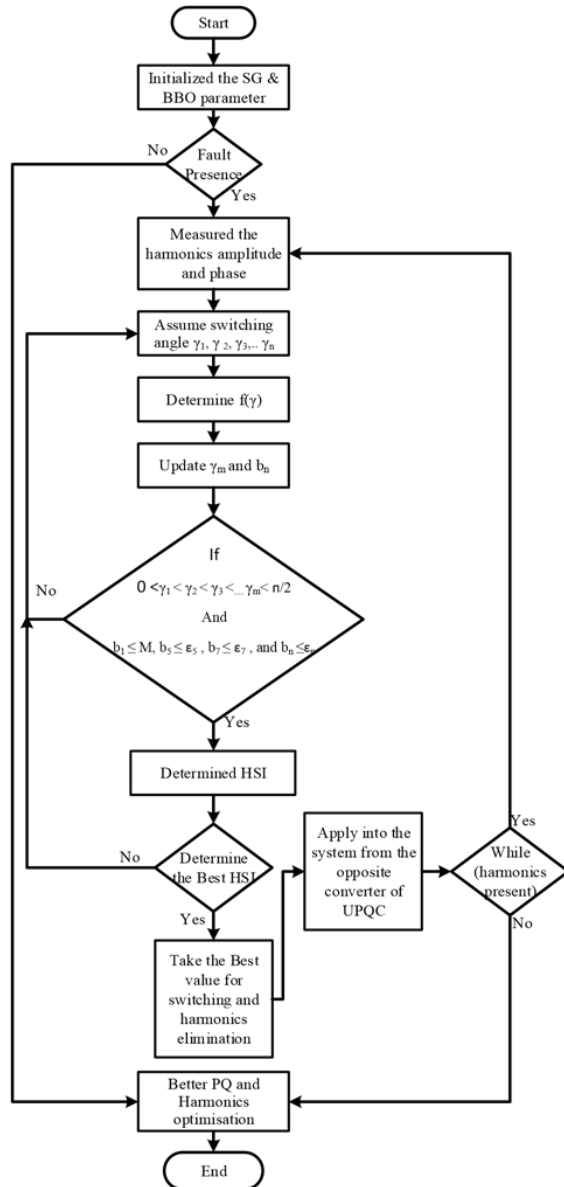 Start
Initialized the SG &
BBO parameter
No
Fault
Presence
Yes
Measured the
harmonics amplitude
and phase
Assume switching
angle γ₁, γ ₂, γ₃,.. γₙ
Determine f(γ)
Update γₘ and bₙ
If
No
0 <γ₁ < γ₂ < γ₃ <... γₘ< n/2
And
b₁ ≤ M, b₅ ≤ ε₅ , b₇ ≤ ε₇ , and bₙ ≤
Yes
Determined HSI
No
Determine
the Best HSI
Yes
Apply into the
system from the
opposite
converter of
UPQC
Yes
While
(harmonics
present)
No
Take the Best
value for
switching and
harmonics
elimination
Better PQ and
Harmonics
optimisation
End